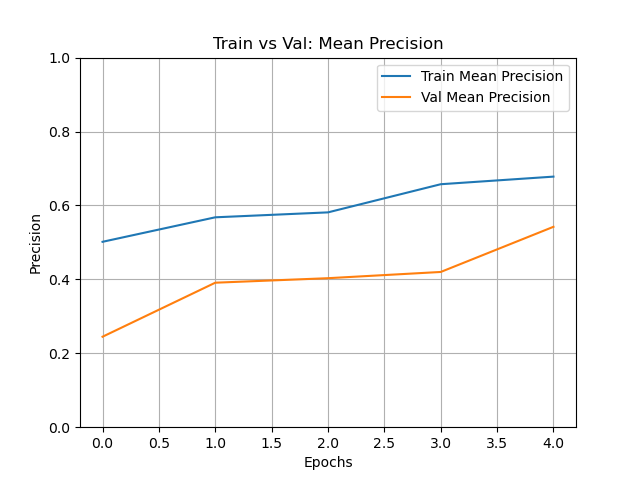 Train vs Val: Mean Precision
Train Mean Precision
Val Mean Precision
Precision
1.0
0.8
0.6
0.4
0.2
0.0
0.0 0.5 1.0 1.5 2.0 2.5 3.0 3.5 4.0
Epochs